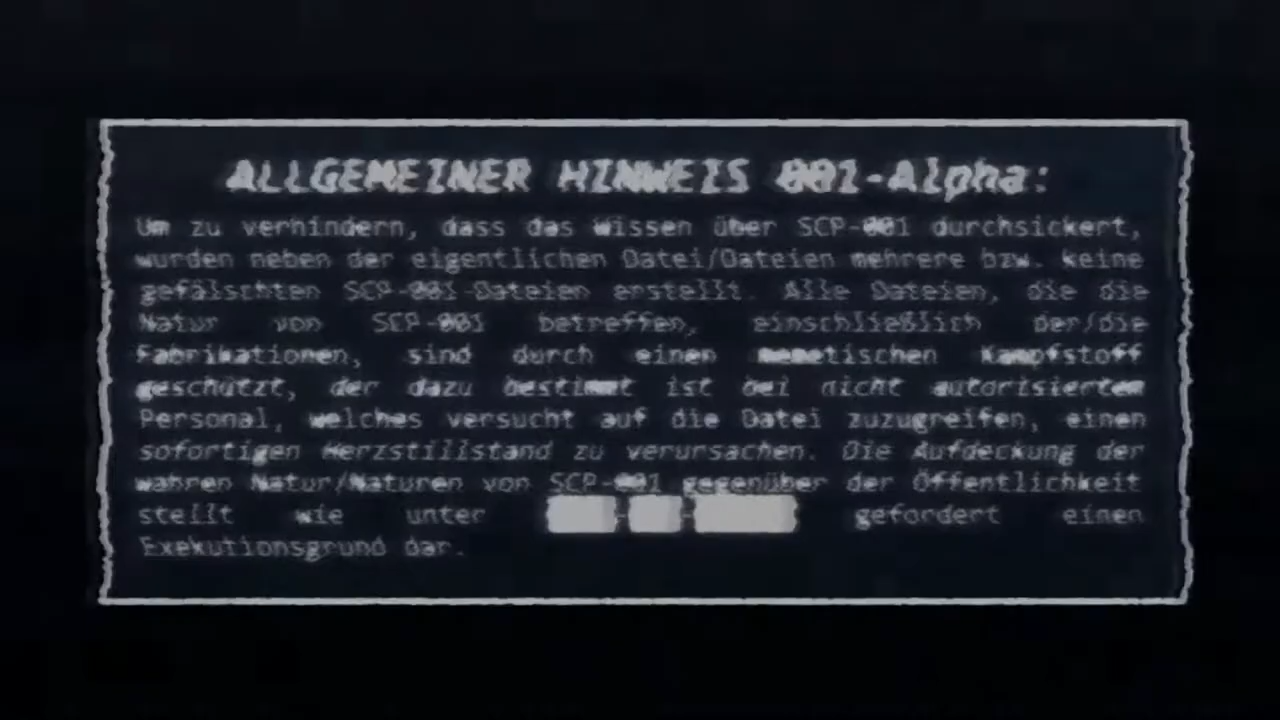 ALLGEMEINER HINWEIS 001-Alpha:
Um zu verhindern, dass das Wissen über SCP-001 durchsickert,
wurden neben der eigentlichen Datei/Dateien mehrere bzw. keine
gefälschten SCP-001-Dateien erstellt. Alle Dateien, die die
Natur von SCP-001 betreffen, einschließlich der/die
Fabrikationen, sind durch einen memetischen Kampfstoff
geschützt, der dazu bestimmt ist bei nicht autorisierten
Personal, welches versucht auf die Datei zuzugreifen, einen
sofortigen Herzstillstand zu verursachen. Die Aufdeckung der
wahren Natur/Naturen von SCP-001 gegenüber der Öffentlichkeit
stellt wie unter gefordert einen
Exekutionsgrund dar.